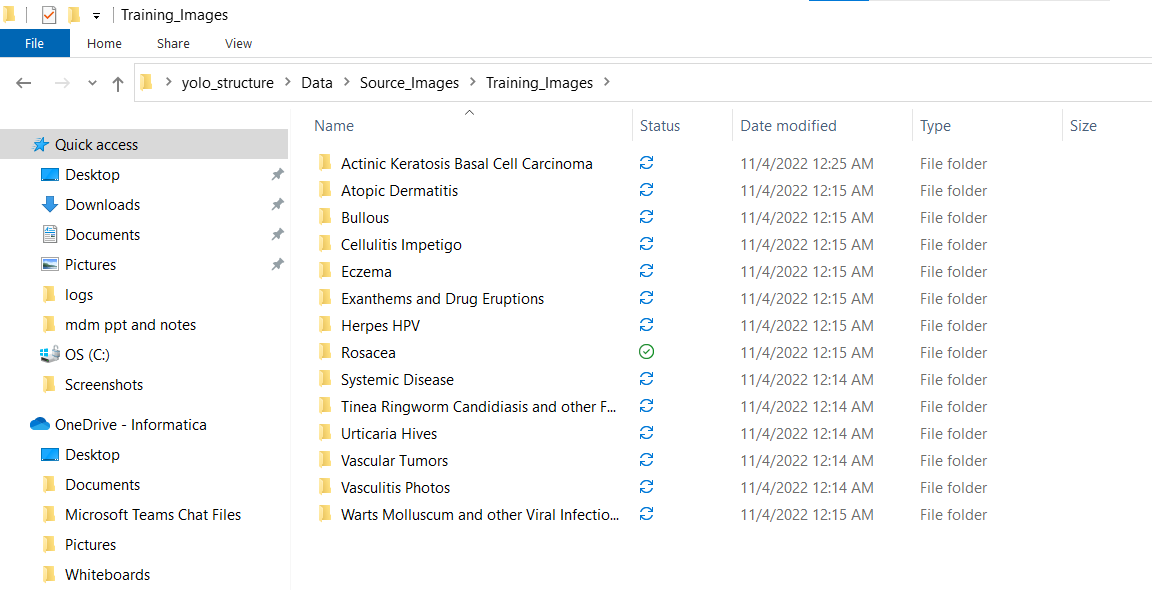 Training_Images
File Home Share View
yolo_structure Data Source_Images Training_Images
Name Status Date modified Type Size
Quick access
Desktop
Downloads
Documents
Pictures
logs
mdm ppt and notes
OS (C:)
Screenshots
OneDrive - Informatica
Desktop
Documents
Microsoft Teams Chat Files
Pictures
Whiteboards
Actinic Keratosis Basal Cell Carcinoma 11/4/2022 12:25 AM File folder
Atopic Dermatitis 11/4/2022 12:15 AM File folder
Bullous 11/4/2022 12:15 AM File folder
Cellulitis Impetigo 11/4/2022 12:15 AM File folder
Eczema 11/4/2022 12:15 AM File folder
Exanthems and Drug Eruptions 11/4/2022 12:15 AM File folder
Herpes HPV 11/4/2022 12:15 AM File folder
Rosacea 11/4/2022 12:15 AM File folder
Systemic Disease 11/4/2022 12:14 AM File folder
Tinea Ringworm Candidiasis and other F... 11/4/2022 12:14 AM File folder
Urticaria Hives 11/4/2022 12:14 AM File folder
Vascular Tumors 11/4/2022 12:14 AM File folder
Vasculitis Photos 11/4/2022 12:14 AM File folder
Warts Molluscum and other Viral Infectio... 11/4/2022 12:15 AM File folder